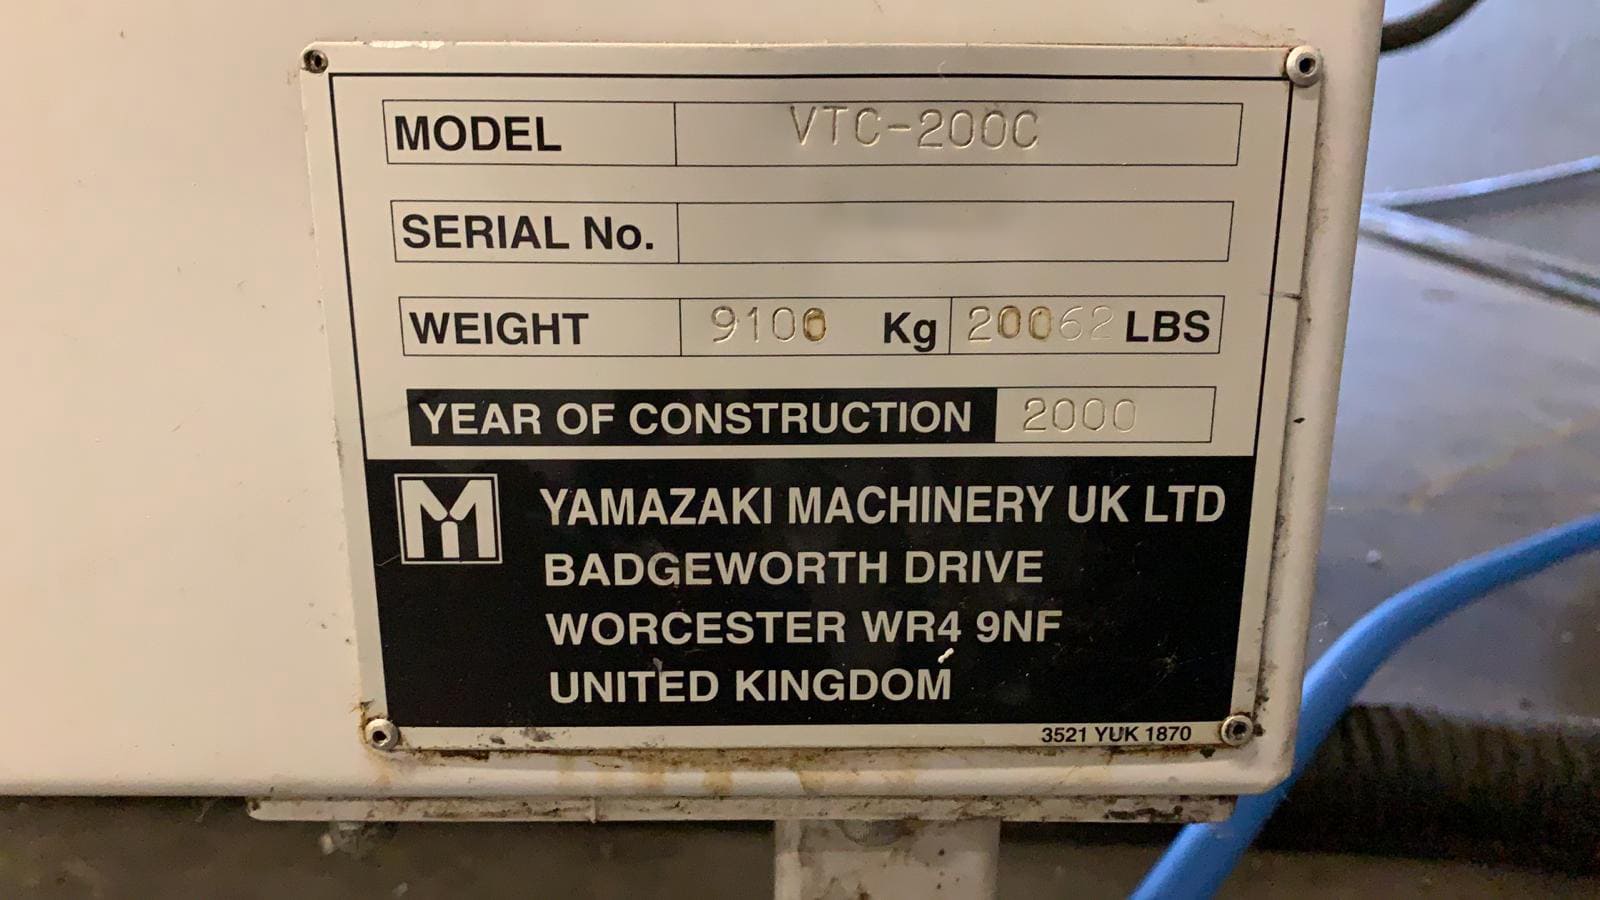 MODEL VTC-200C
SERIAL No.
WEIGHT 9100 Kg 20062 LBS
YEAR OF CONSTRUCTION 2000
M YAMAZAKI MACHINERY UK LTD
BADGEWORTH DRIVE
WORCESTER WR4 9NF
UNITED KINGDOM
3521 YUK 1870